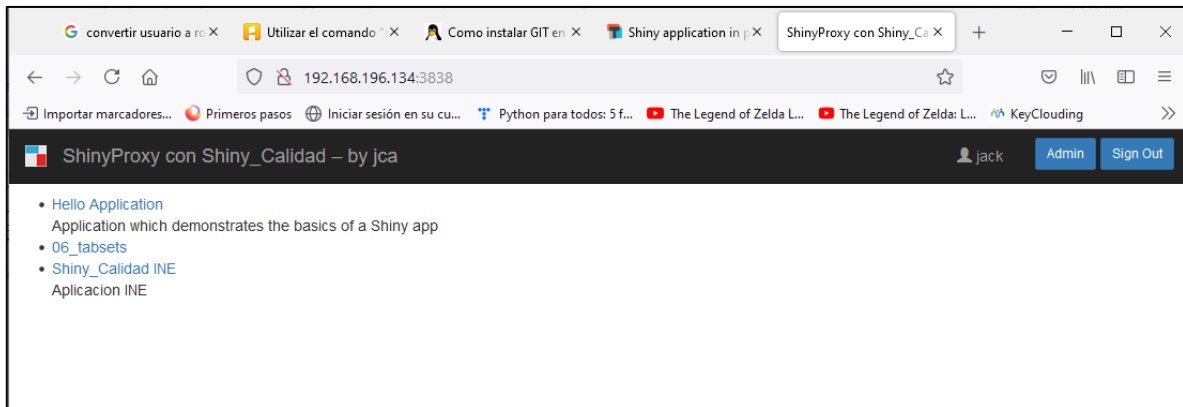 convertir usuario a ro
Utilizar el comando "
Como instalar GIT en
Shiny application in p
ShinyProxy con Shiny_Ca
192.168.196.134:3838
Importar marcadores...
Primeros pasos
Iniciar sesión en su cu...
Python para todos: 5 f...
The Legend of Zelda L...
The Legend of Zelda: L...
KeyClouding
ShinyProxy con Shiny_Calidad – by jca
jack
Admin
Sign Out
Hello Application
Application which demonstrates the basics of a Shiny app
06_tabsets
Shiny_Calidad INE
Aplicacion INE